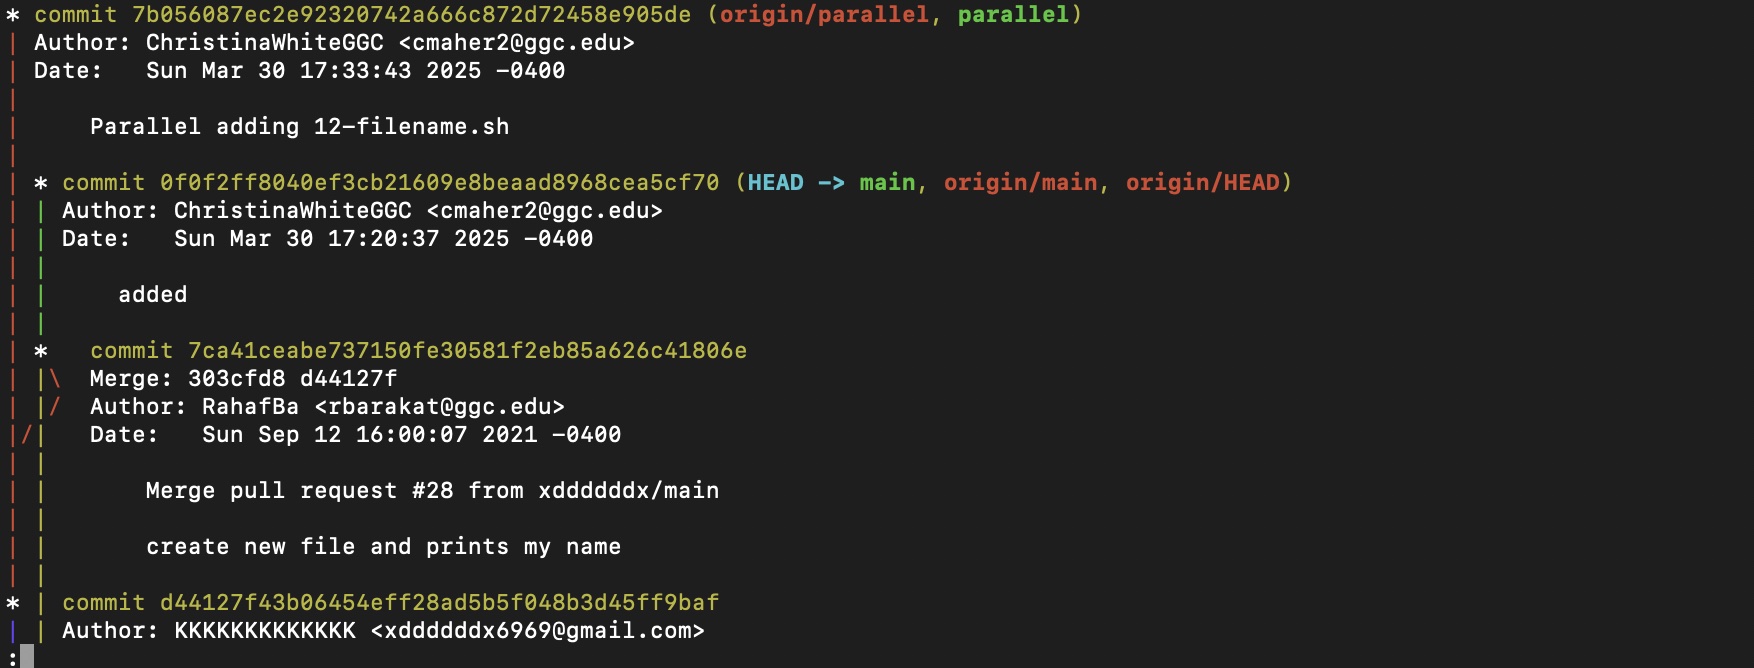 * commit 7b056087ec2e92320742a666c872d72458e905de (origin/parallel, parallel)
| Author: ChristinaWhiteGGC <cmaher2@ggc.edu>
| Date:   Sun Mar 30 17:33:43 2025 -0400
|
|     Parallel adding 12-filename.sh
|
| * commit 0f0f2ff8040ef3cb21609e8beaad8968cea5cf70 (HEAD -> main, origin/main, origin/HEAD)
| | Author: ChristinaWhiteGGC <cmaher2@ggc.edu>
| | Date:   Sun Mar 30 17:20:37 2025 -0400
| |
| |     added
| |
| *   commit 7ca41ceabe737150fe30581f2eb85a626c41806e
| |\  Merge: 303cfd8 d44127f
| |/  Author: RahafBa <rbarakat@ggc.edu>
|/|   Date:   Sun Sep 12 16:00:07 2021 -0400
| |
| |       Merge pull request #28 from xddddddx/main
| |
| |       create new file and prints my name
| |
* | commit d44127f43b06454eff28ad5b5f048b3d45ff9baf
| | Author: KKKKKKKKKKKKK <xddddddx6969@gmail.com>
: